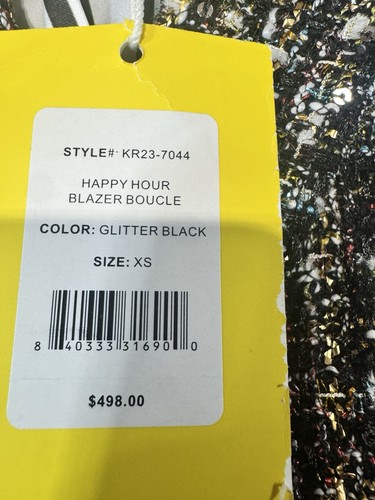 STYLE#: KR23-7044
HAPPY HOUR
BLAZER BOUCLE
COLOR: GLITTER BLACK
SIZE: XS
8 40333 31690 0
$498.00